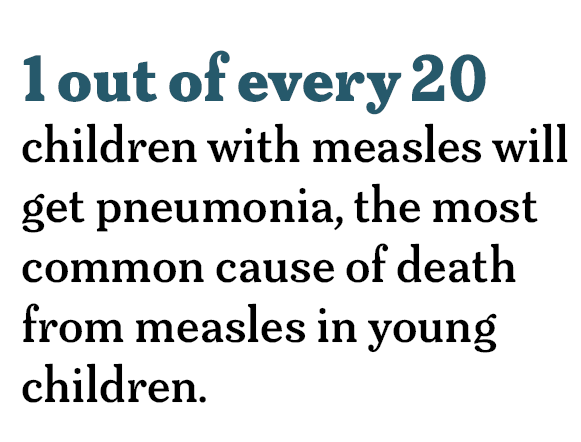 1 out of every 20
children with measles will
get pneumonia, the most
common cause of death
from measles in young
children.